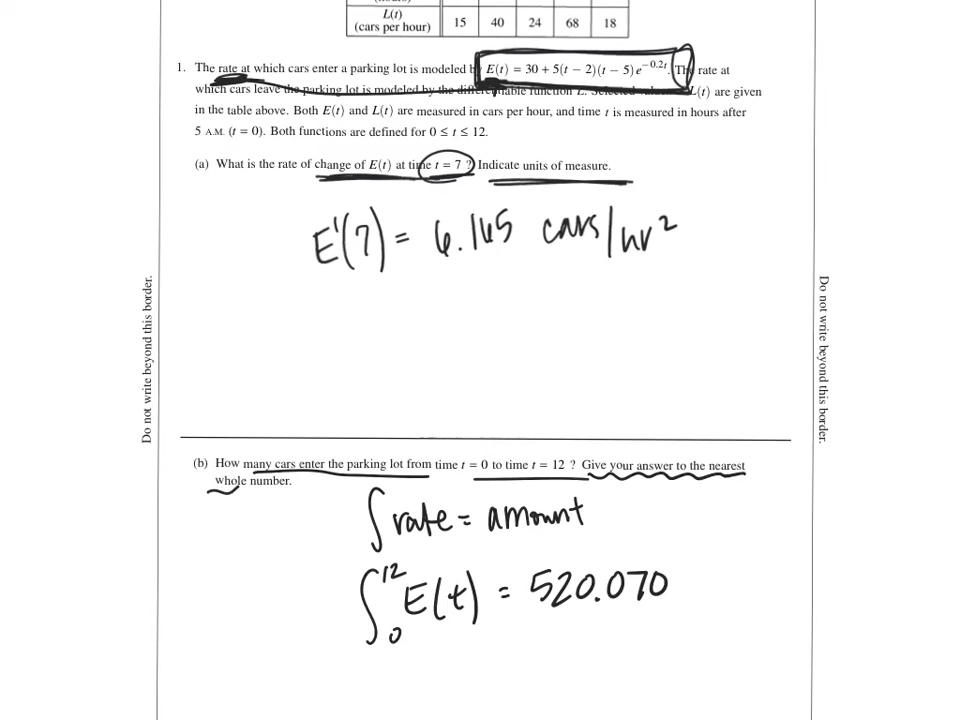 L(t) (cars per hour) 15 40 24 68 18
1. The rate at which cars enter a parking lot is modeled by E(t) = 30 + 5(t − 2)(t − 5)e^{−0.2t}. The rate at
which cars leave the parking lot is modeled by the differentiable function L. Selected values of L(t) are given
in the table above. Both E(t) and L(t) are measured in cars per hour, and time t is measured in hours after
5 A.M. (t = 0). Both functions are defined for 0 ≤ t ≤ 12.
(a) What is the rate of change of E(t) at time t = 7 ? Indicate units of measure.
E'(7) = 6.165 cars/hr²
Do not write beyond this border.
Do not write beyond this border.
(b) How many cars enter the parking lot from time t = 0 to time t = 12 ? Give your answer to the nearest
whole number.
∫ rate = amount
∫₀¹² E(t) = 520.070